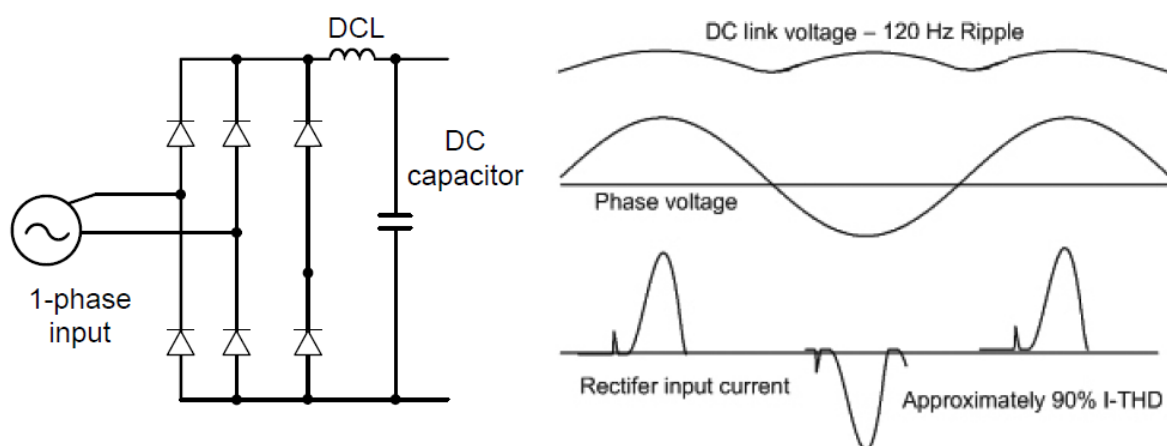 DCL
DC
capacitor
1-phase
input
DC link voltage – 120 Hz Ripple
Phase voltage
Rectifer input current
Approximately 90% I-THD